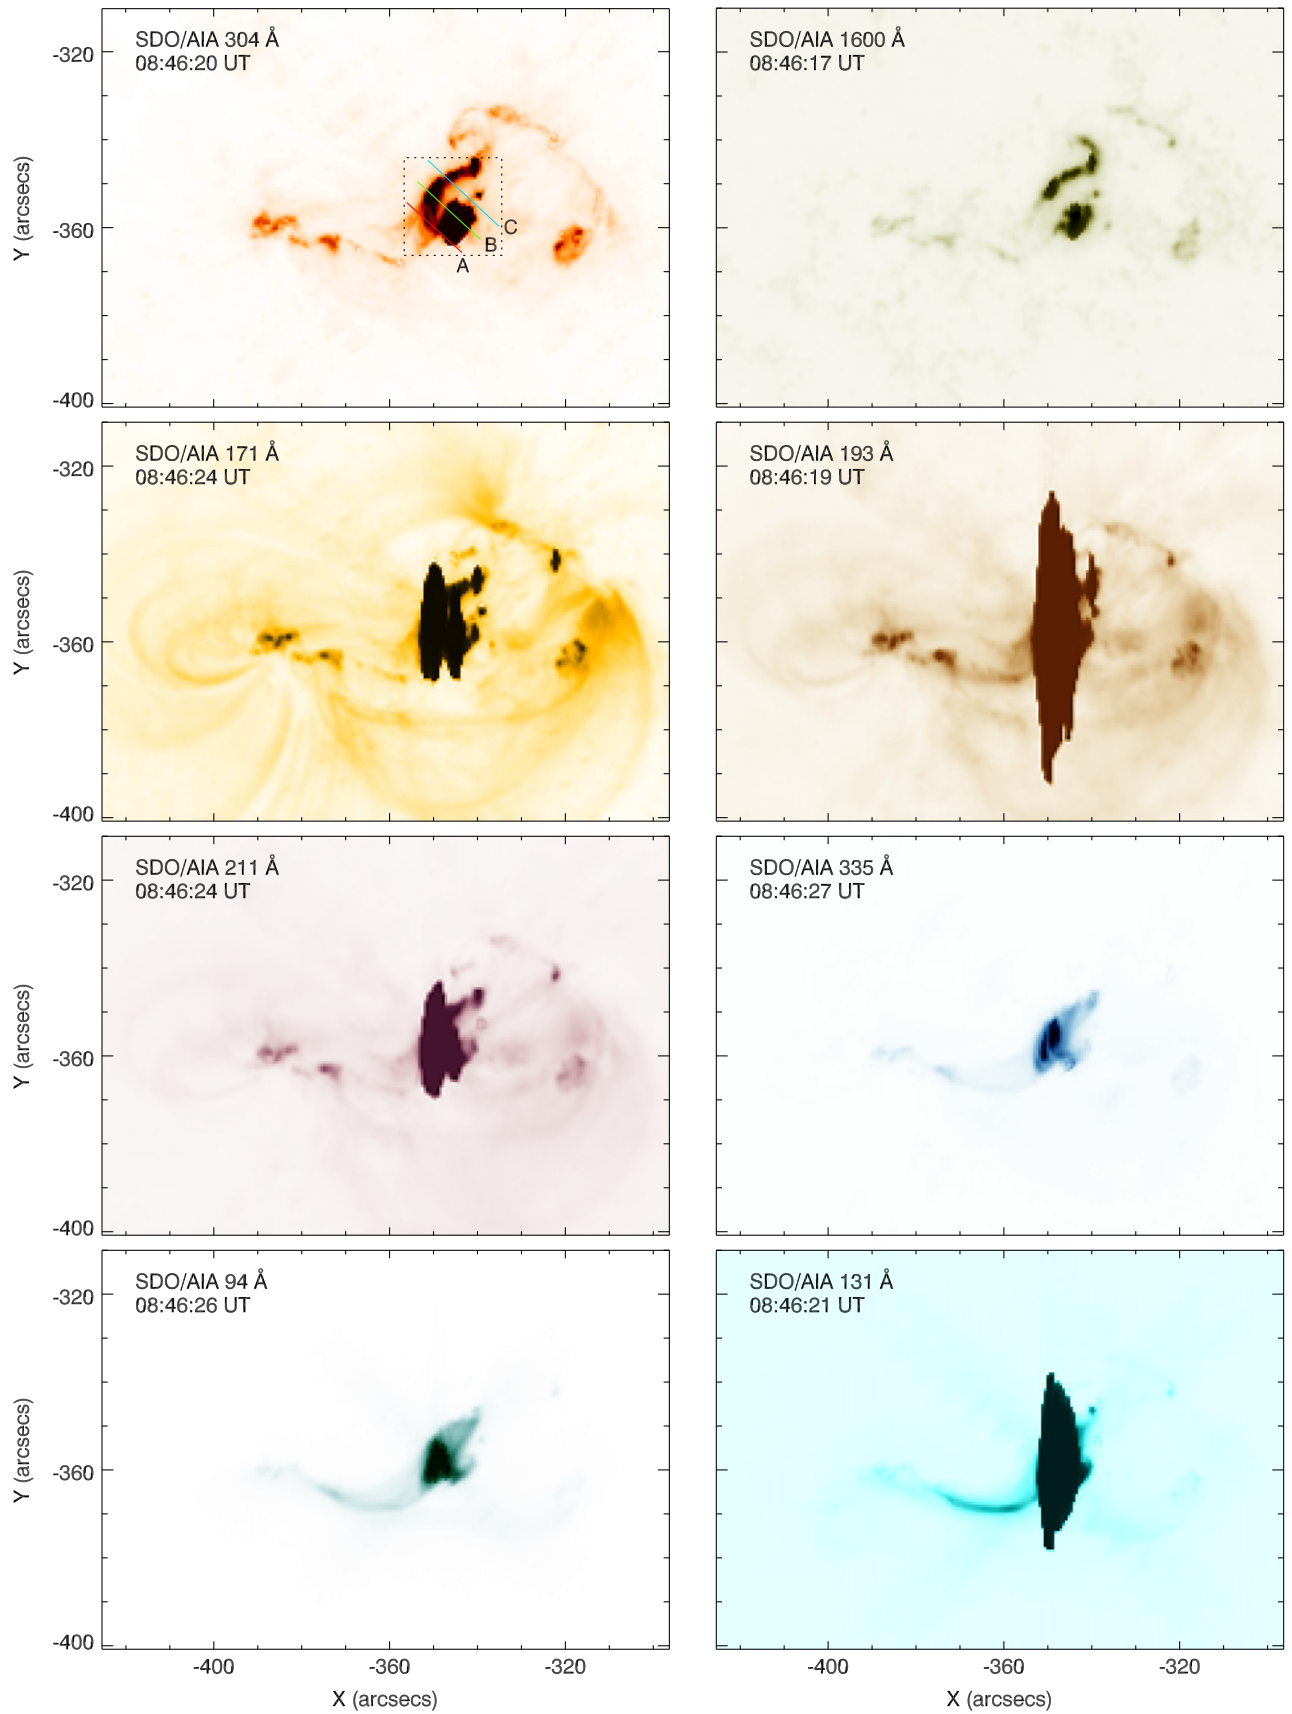 SDO/AIA 304 Å
08:46:20 UT
-320
-360
-400
Y (arcsecs)
A
B
C
SDO/AIA 1600 Å
08:46:17 UT
SDO/AIA 171 Å
08:46:24 UT
-320
-360
-400
Y (arcsecs)
SDO/AIA 193 Å
08:46:19 UT
SDO/AIA 211 Å
08:46:24 UT
-320
-360
-400
Y (arcsecs)
SDO/AIA 335 Å
08:46:27 UT
SDO/AIA 94 Å
08:46:26 UT
-320
-360
-400
Y (arcsecs)
-400 -360 -320
X (arcsecs)
SDO/AIA 131 Å
08:46:21 UT
-400 -360 -320
X (arcsecs)